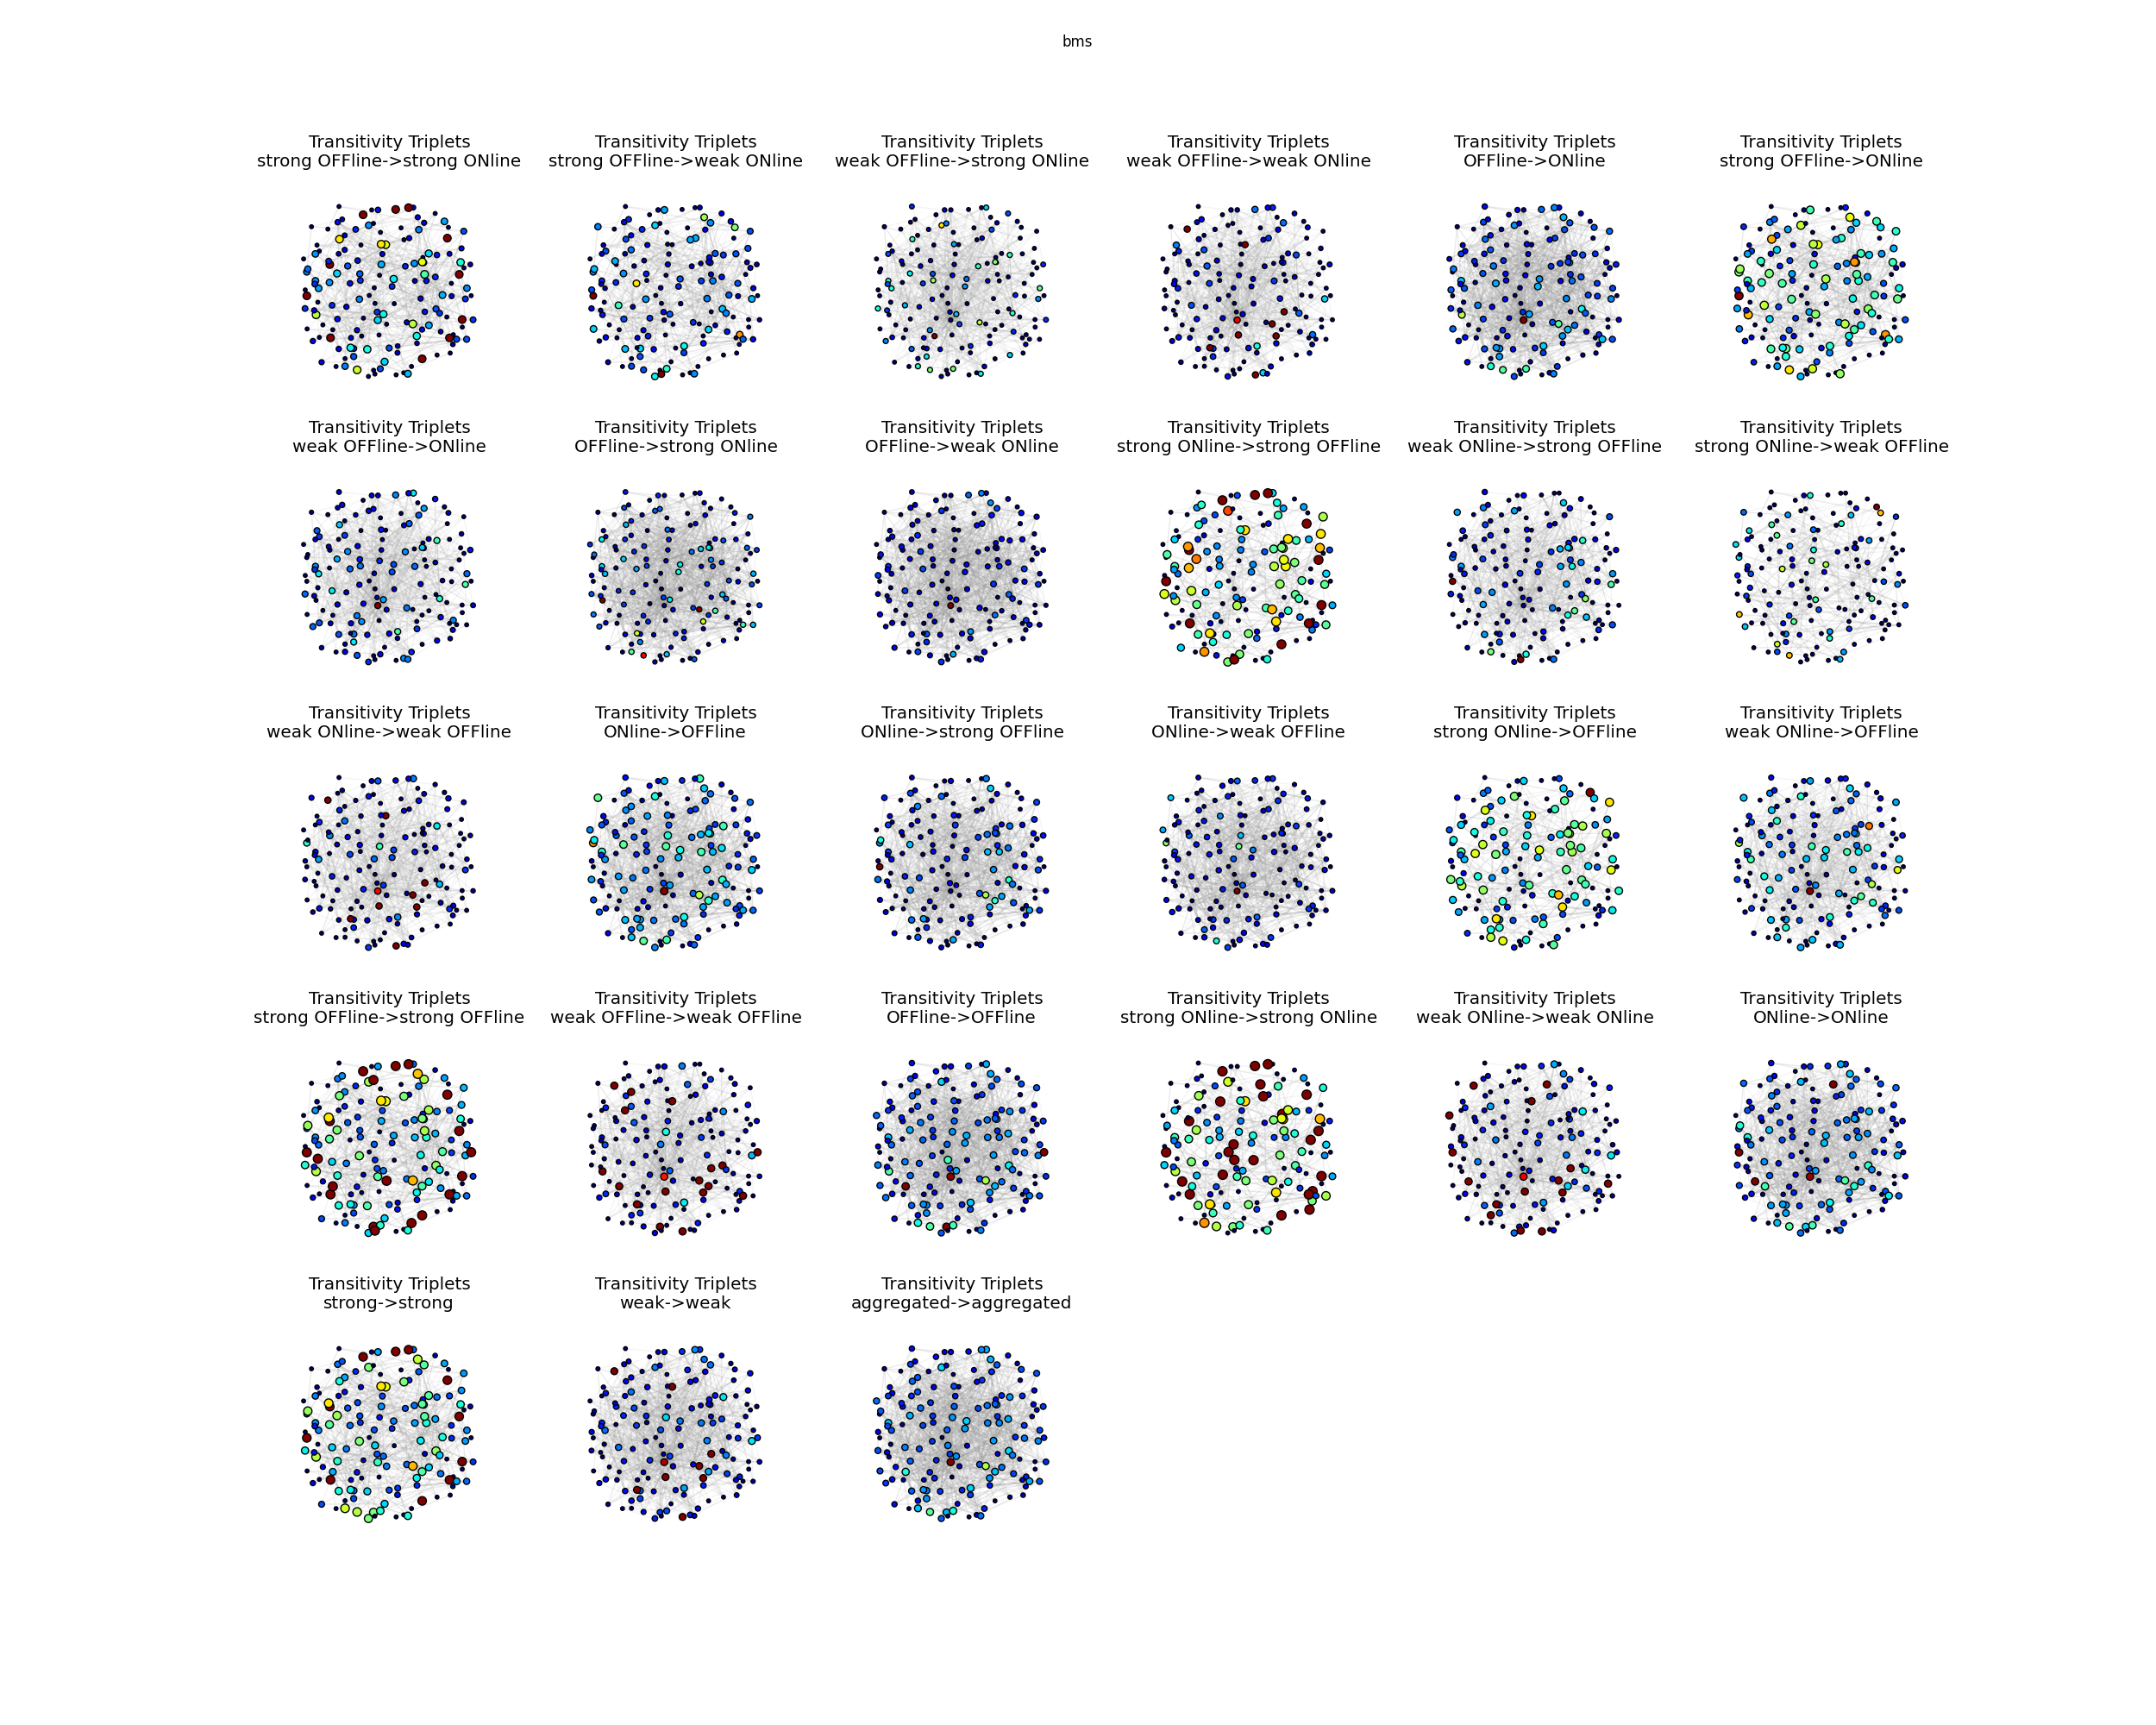 bms
Transitivity Triplets
strong OFFline->strong ONline
Transitivity Triplets
strong OFFline->weak ONline
Transitivity Triplets
weak OFFline->strong ONline
Transitivity Triplets
weak OFFline->weak ONline
Transitivity Triplets
OFFline->ONline
Transitivity Triplets
strong OFFline->ONline
Transitivity Triplets
weak OFFline->ONline
Transitivity Triplets
OFFline->strong ONline
Transitivity Triplets
OFFline->weak ONline
Transitivity Triplets
strong ONline->strong OFFline
Transitivity Triplets
weak ONline->strong OFFline
Transitivity Triplets
strong ONline->weak OFFline
Transitivity Triplets
weak ONline->weak OFFline
Transitivity Triplets
ONline->OFFline
Transitivity Triplets
ONline->strong OFFline
Transitivity Triplets
ONline->weak OFFline
Transitivity Triplets
strong ONline->OFFline
Transitivity Triplets
weak ONline->OFFline
Transitivity Triplets
strong OFFline->strong OFFline
Transitivity Triplets
weak OFFline->weak OFFline
Transitivity Triplets
OFFline->OFFline
Transitivity Triplets
strong ONline->strong ONline
Transitivity Triplets
weak ONline->weak ONline
Transitivity Triplets
ONline->ONline
Transitivity Triplets
strong->strong
Transitivity Triplets
weak->weak
Transitivity Triplets
aggregated->aggregated